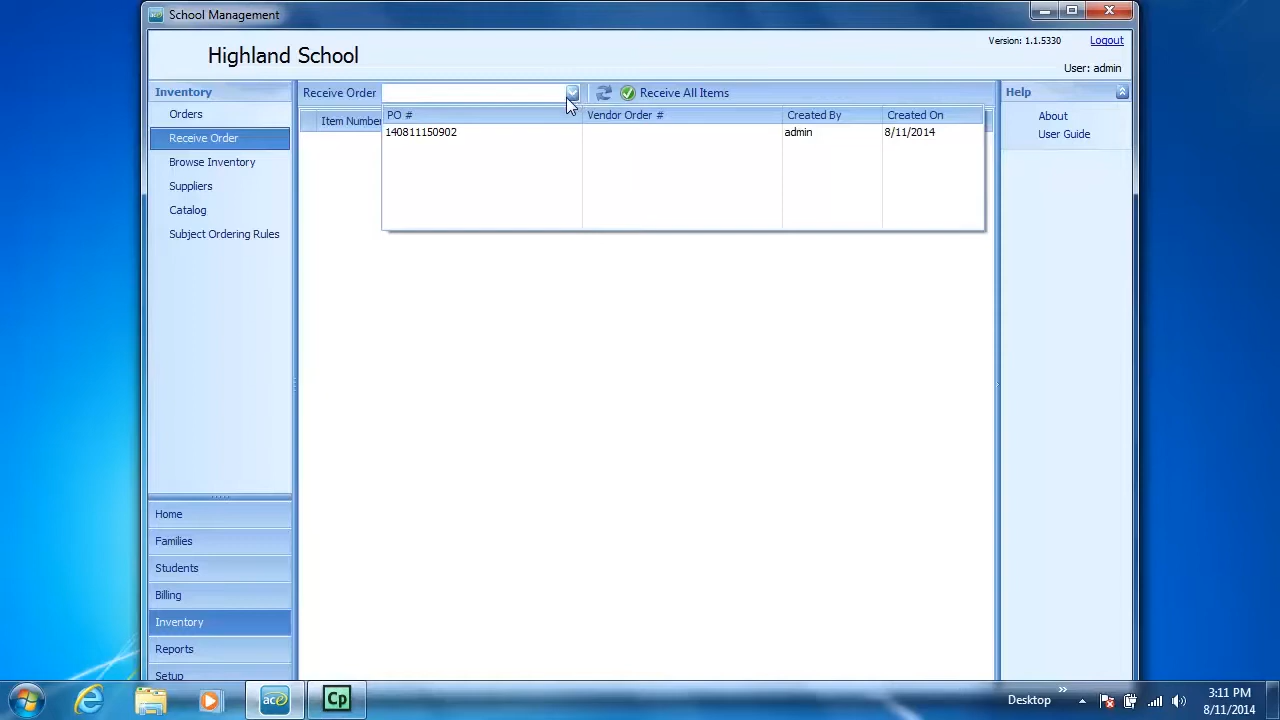 School Management
Highland School
Version: 1.1.5330
Logout
User: admin
Inventory
Orders
Receive Order
Browse Inventory
Suppliers
Catalog
Subject Ordering Rules
Home
Families
Students
Billing
Inventory
Reports
Setup
Receive Order
Receive All Items
Item Number
PO #
Vendor Order #
Created By
Created On
140811150902
admin
8/11/2014
Help
About
User Guide
ace
Cp
Desktop
3:11 PM
8/11/2014